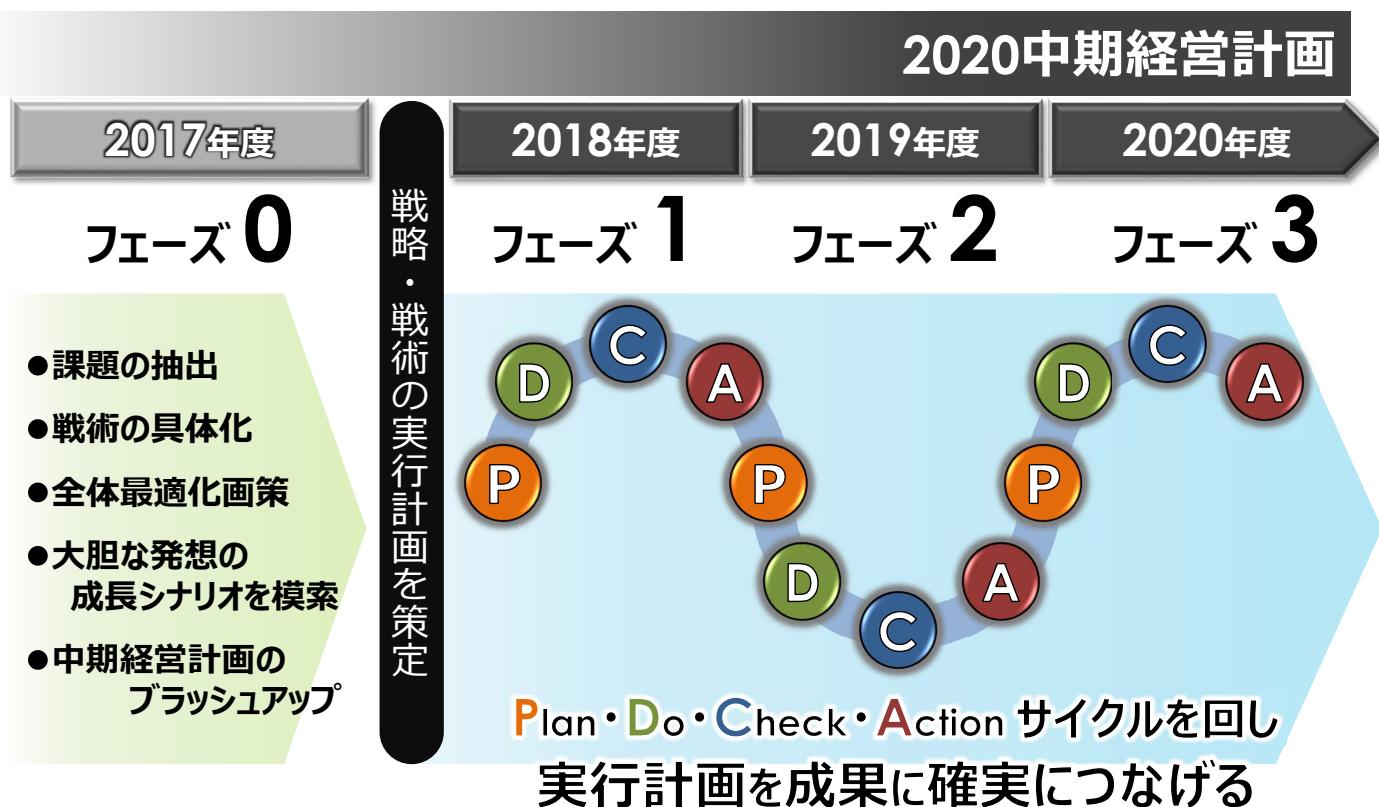 2020中期経営計画
2017年度
2018年度
2019年度
2020年度
フェーズ 0
フェーズ 1
フェーズ 2
フェーズ 3
●課題の抽出
●戦術の具体化
●全体最適化画策
●大胆な発想の
成長シナリオを模索
●中期経営計画の
ブラッシュアップ
戦略・戦術の実行計画を策定
P
D
C
A
P
D
C
A
P
D
C
A
Plan・Do・Check・Action サイクルを回し
実行計画を成果に確実につなげる